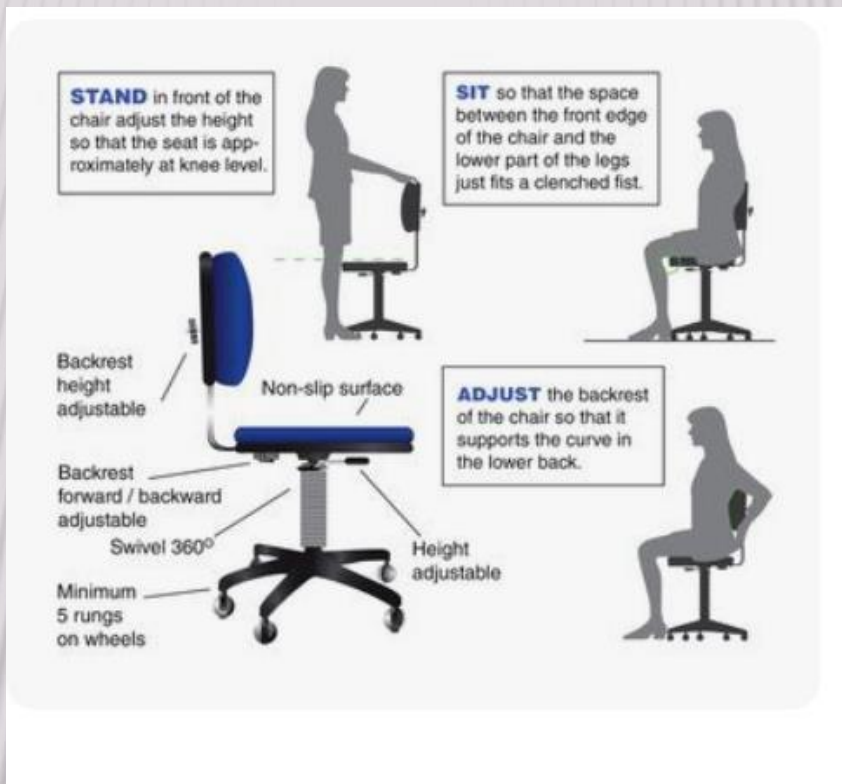 STAND in front of the
chair adjust the height
so that the seat is app-
roximately at knee level.
SIT so that the space
between the front edge
of the chair and the
lower part of the legs
just fits a clenched fist.
Backrest
height
adjustable
Non-slip surface
ADJUST the backrest
of the chair so that it
supports the curve in
the lower back.
Backrest
forward / backward
adjustable
Swivel 360º
Height
adjustable
Minimum
5 rungs
on wheels